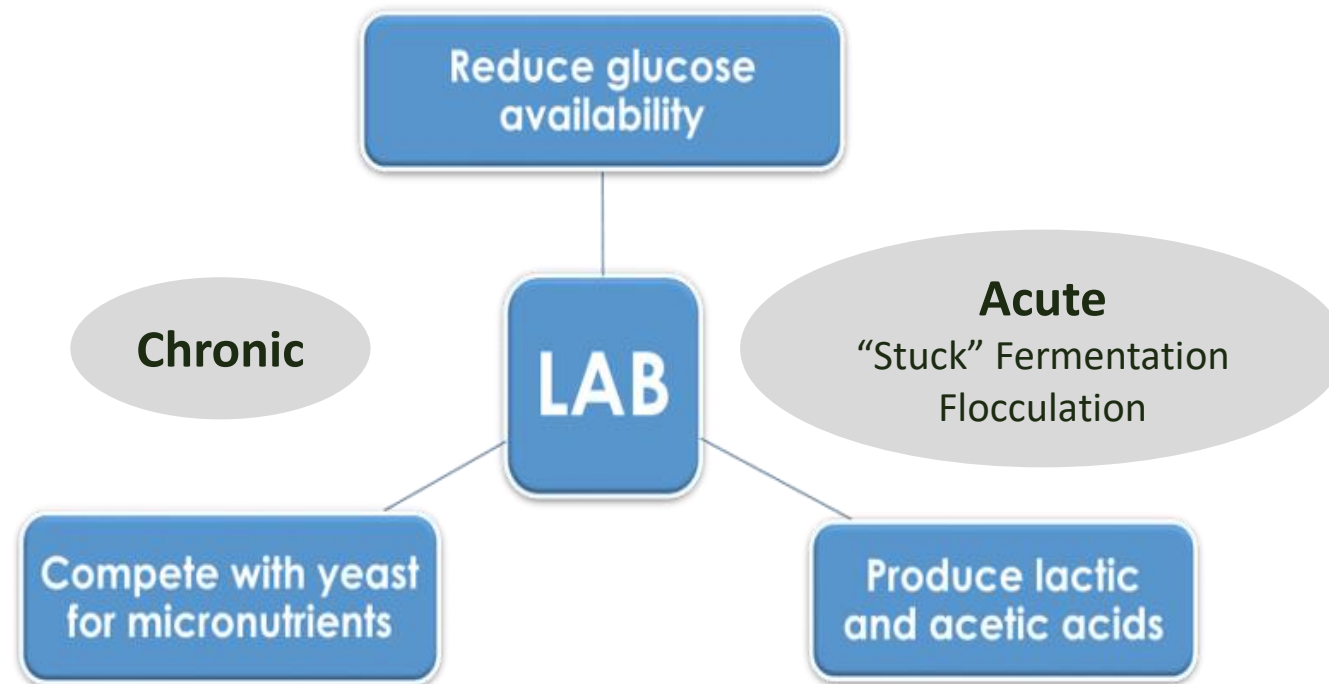 Reduce glucose
availability
Chronic
Acute
“Stuck” Fermentation
Flocculation
LAB
Compete with yeast
for micronutrients
Produce lactic
and acetic acids